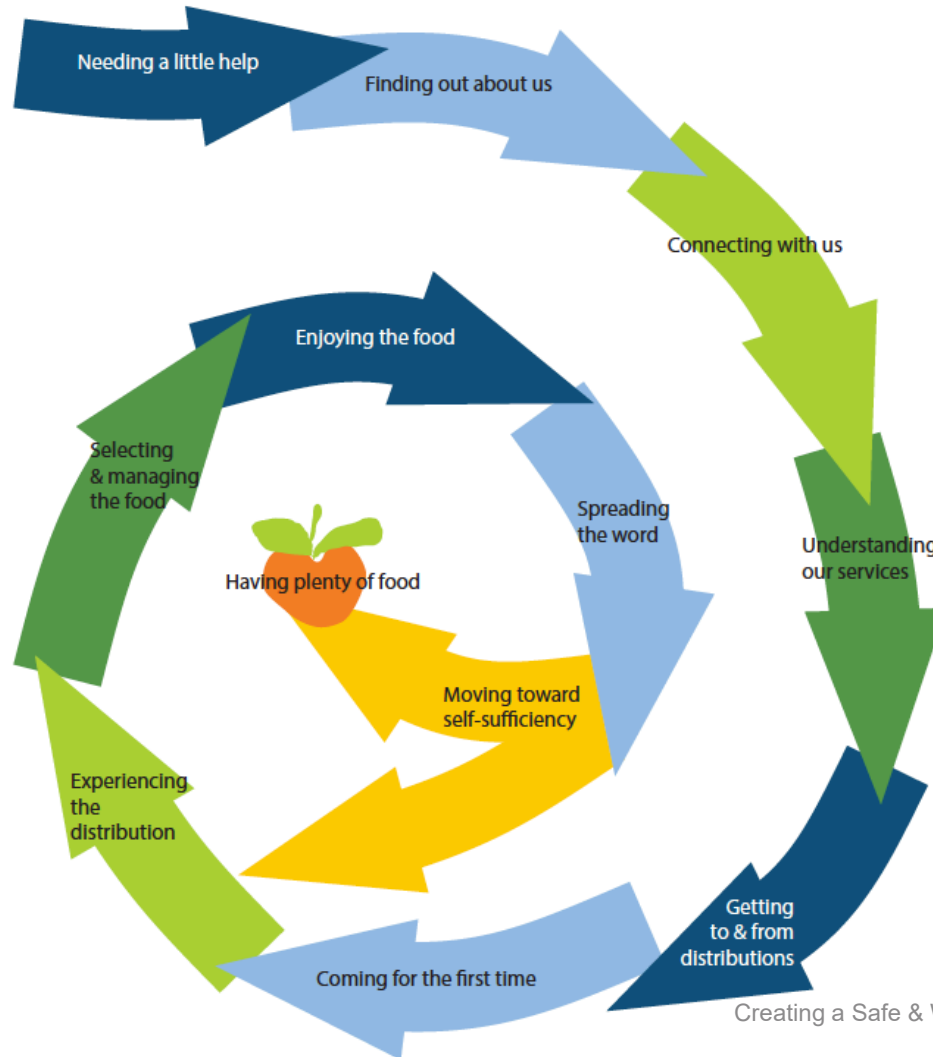 Needing a little help
Finding out about us
Connecting with us
Understanding
our services
Getting
to & from
distributions
Coming for the first time
Experiencing
the
distribution
Selecting
& managing
the food
Enjoying the food
Spreading
the word
Moving toward
self-sufficiency
Having plenty of food
Creating a Safe &